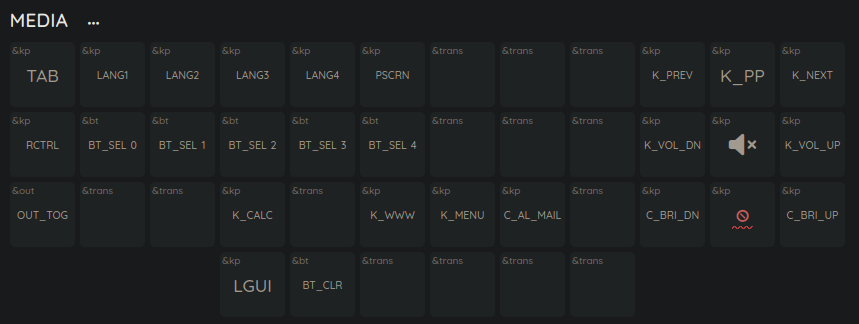 MEDIA ...
&kp &kp &kp &kp &kp &kp &trans &trans &trans &kp &kp &kp
TAB LANG1 LANG2 LANG3 LANG4 PSCRN K_PREV K_PP K_NEXT
&kp &bt &bt &bt &bt &bt &trans &trans &trans &kp &kp &kp
RCTRL BT_SEL 0 BT_SEL 1 BT_SEL 2 BT_SEL 3 BT_SEL 4 K_VOL_DN K_VOL_UP
&out &trans &trans &kp &trans &kp &kp &kp &trans &kp &kp &kp
OUT_TOG K_CALC K_WWW K_MENU C_AL_MAIL C_BRI_DN C_BRI_UP
&kp &bt &trans &trans &trans &trans
LGUI BT_CLR